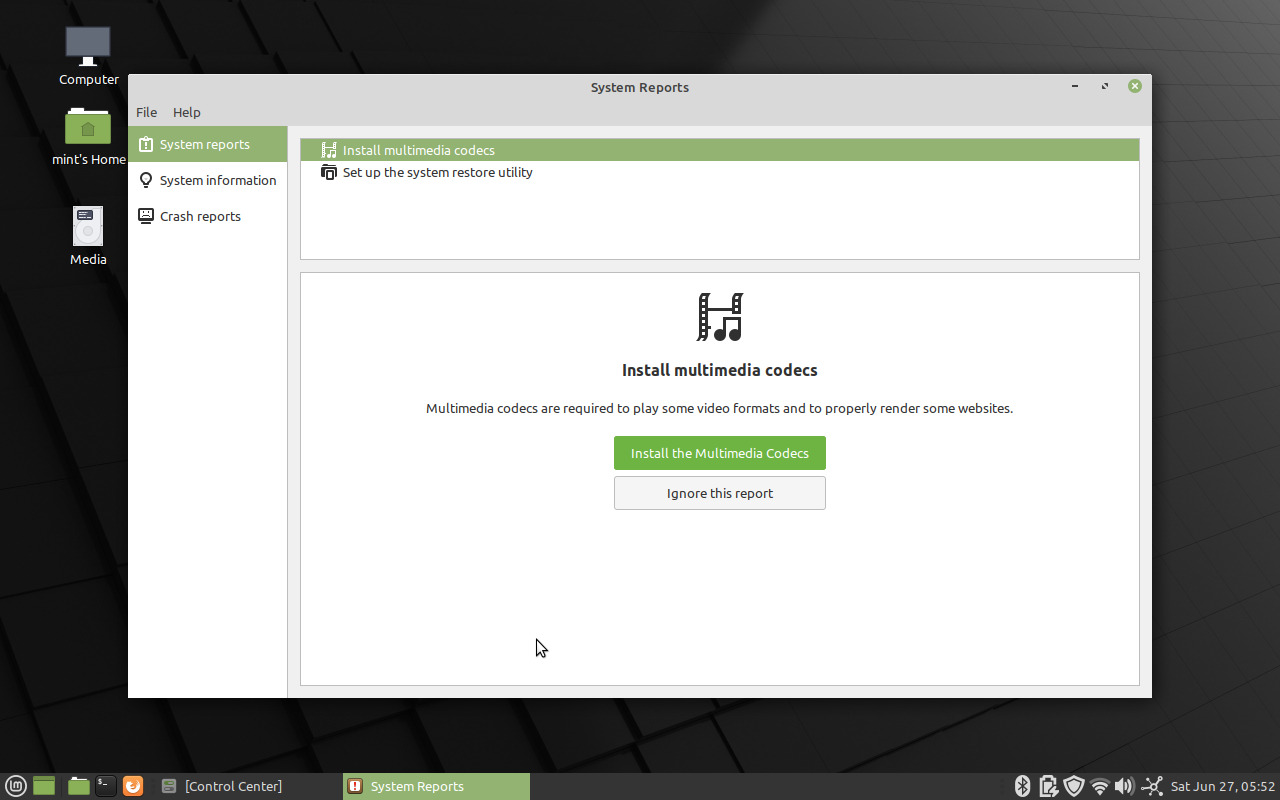 Computer
mint's Home
Media
System Reports
File Help
System reports
System information
Crash reports
Install multimedia codecs
Set up the system restore utility
Install multimedia codecs
Multimedia codecs are required to play some video formats and to properly render some websites.
Install the Multimedia Codecs
Ignore this report
[Control Center]
System Reports
Sat Jun 27, 05:52